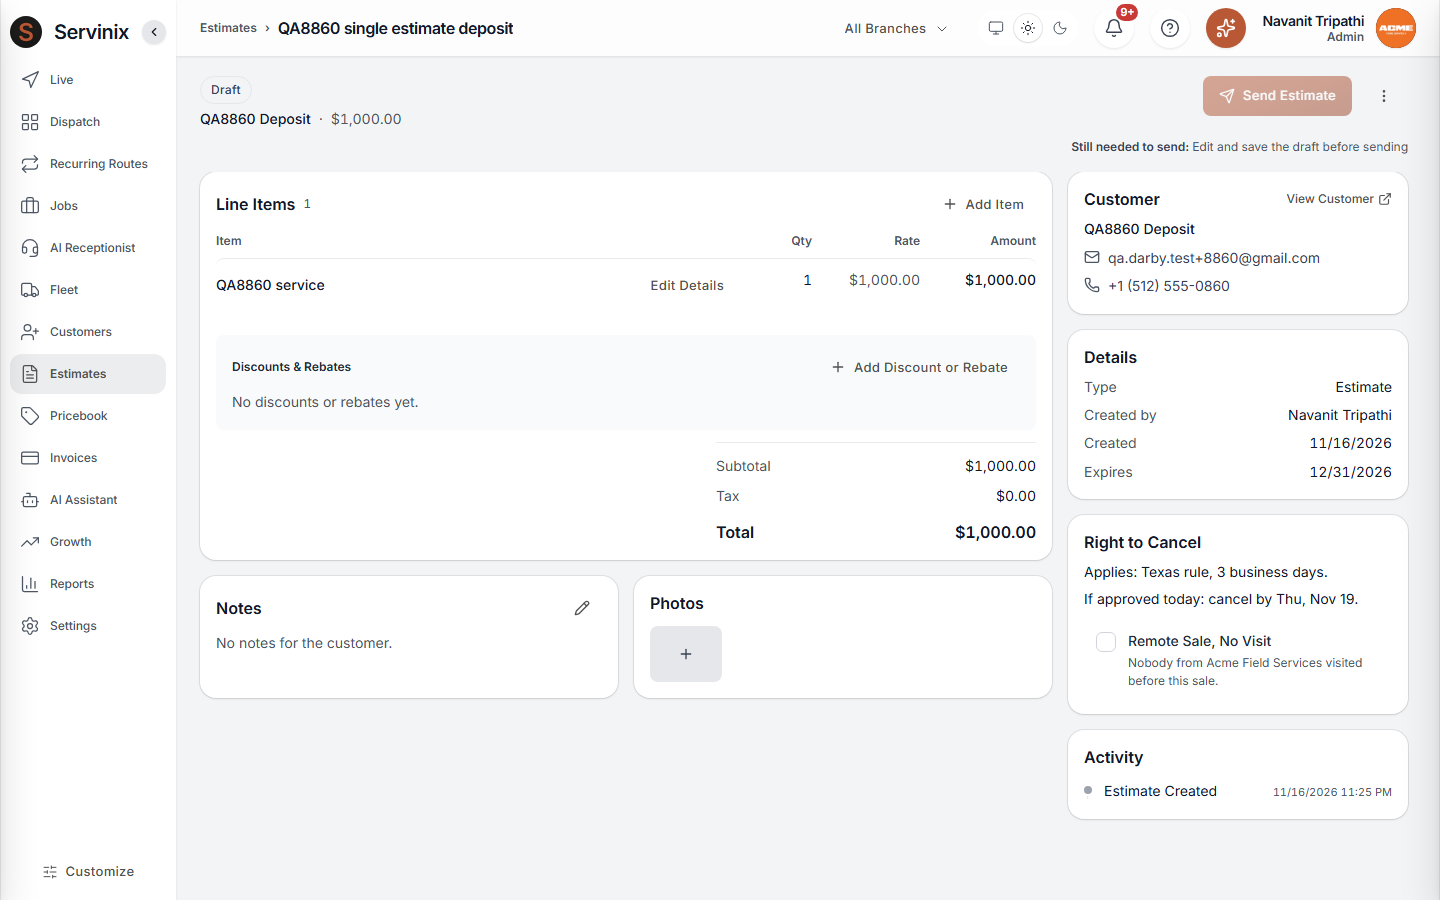 S Servinix
Live
Dispatch
Recurring Routes
Jobs
AI Receptionist
Fleet
Customers
Estimates
Pricebook
Invoices
AI Assistant
Growth
Reports
Settings
Customize
Estimates › QA8860 single estimate deposit
All Branches
9+
Navanit Tripathi
Admin
ACME
Draft
QA8860 Deposit · $1,000.00
Send Estimate
Still needed to send: Edit and save the draft before sending
Line Items 1
+ Add Item
Item Qty Rate Amount
QA8860 service Edit Details 1 $1,000.00 $1,000.00
Discounts & Rebates
+ Add Discount or Rebate
No discounts or rebates yet.
Subtotal $1,000.00
Tax $0.00
Total $1,000.00
Notes
No notes for the customer.
Photos
+
Customer
View Customer
QA8860 Deposit
qa.darby.test+8860@gmail.com
+1 (512) 555-0860
Details
Type Estimate
Created by Navanit Tripathi
Created 11/16/2026
Expires 12/31/2026
Right to Cancel
Applies: Texas rule, 3 business days.
If approved today: cancel by Thu, Nov 19.
Remote Sale, No Visit
Nobody from Acme Field Services visited
before this sale.
Activity
Estimate Created 11/16/2026 11:25 PM